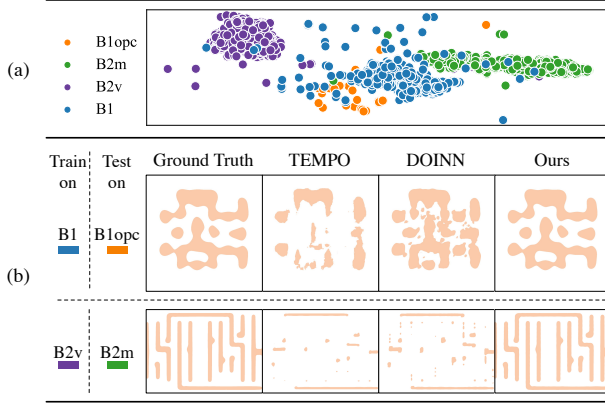 (a)
B1opc
B2m
B2v
B1
Train on
Test on
Ground Truth
TEMPO
DOINN
Ours
B1
B1opc
(b)
B2v
B2m